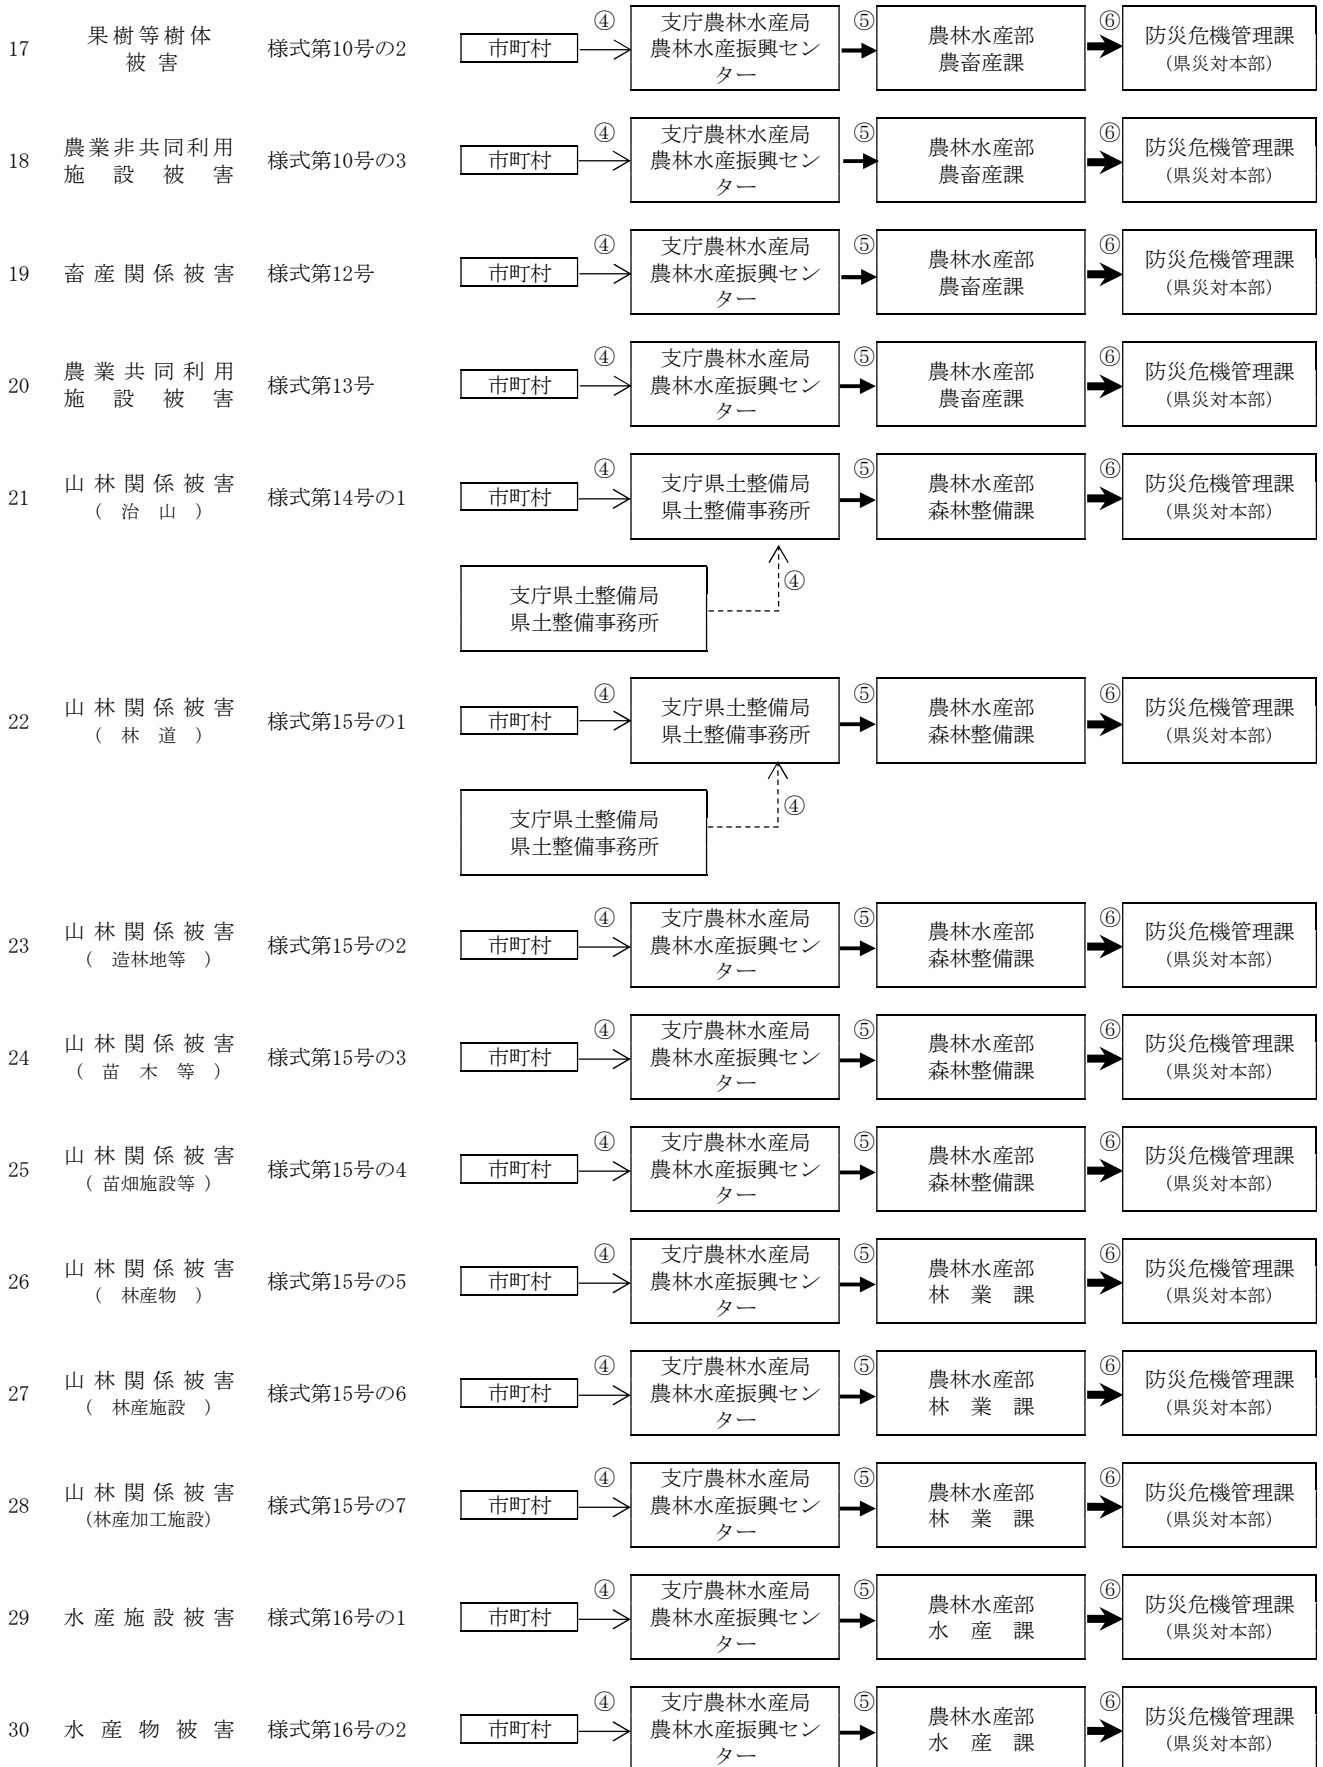 ④ ⑤ ⑥
17 果樹等樹体 被害 様式第10号の2 市町村 支庁農林水産局 農林水産振興センター 農林水産部 農畜産課 防災危機管理課 (県災対本部)
④ ⑤ ⑥
18 農業非共同利用 施設被害 様式第10号の3 市町村 支庁農林水産局 農林水産振興センター 農林水産部 農畜産課 防災危機管理課 (県災対本部)
④ ⑤ ⑥
19 畜産関係被害 様式第12号 市町村 支庁農林水産局 農林水産振興センター 農林水産部 農畜産課 防災危機管理課 (県災対本部)
④ ⑤ ⑥
20 農業共同利用 施設被害 様式第13号 市町村 支庁農林水産局 農林水産振興センター 農林水産部 農畜産課 防災危機管理課 (県災対本部)
④ ⑤ ⑥
21 山林関係被害 (治山) 様式第14号の1 市町村 支庁県土整備局 県土整備事務所 農林水産部 森林整備課 防災危機管理課 (県災対本部)
④
支庁県土整備局
県土整備事務所
④ ⑤ ⑥
22 山林関係被害 (林道) 様式第15号の1 市町村 支庁県土整備局 県土整備事務所 農林水産部 森林整備課 防災危機管理課 (県災対本部)
④
支庁県土整備局
県土整備事務所
④ ⑤ ⑥
23 山林関係被害 (造林地等) 様式第15号の2 市町村 支庁農林水産局 農林水産振興センター 農林水産部 森林整備課 防災危機管理課 (県災対本部)
④ ⑤ ⑥
24 山林関係被害 (苗木等) 様式第15号の3 市町村 支庁農林水産局 農林水産振興センター 農林水産部 森林整備課 防災危機管理課 (県災対本部)
④ ⑤ ⑥
25 山林関係被害 (苗畑施設等) 様式第15号の4 市町村 支庁農林水産局 農林水産振興センター 農林水産部 森林整備課 防災危機管理課 (県災対本部)
④ ⑤ ⑥
26 山林関係被害 (林産物) 様式第15号の5 市町村 支庁農林水産局 農林水産振興センター 農林水産部 林業課 防災危機管理課 (県災対本部)
④ ⑤ ⑥
27 山林関係被害 (林産施設) 様式第15号の6 市町村 支庁農林水産局 農林水産振興センター 農林水産部 林業課 防災危機管理課 (県災対本部)
④ ⑤ ⑥
28 山林関係被害 (林産加工施設) 様式第15号の7 市町村 支庁農林水産局 農林水産振興センター 農林水産部 林業課 防災危機管理課 (県災対本部)
④ ⑤ ⑥
29 水産施設被害 様式第16号の1 市町村 支庁農林水産局 農林水産振興センター 農林水産部 水産課 防災危機管理課 (県災対本部)
④ ⑤ ⑥
30 水産物被害 様式第16号の2 市町村 支庁農林水産局 農林水産振興センター 農林水産部 水産課 防災危機管理課 (県災対本部)